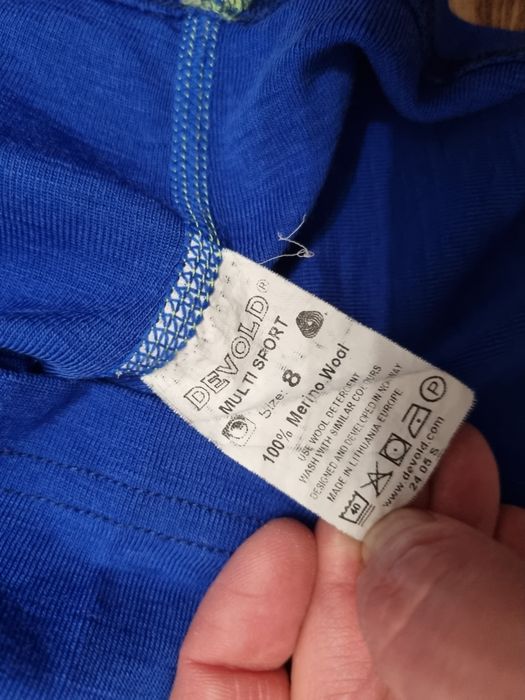 DEVOLD®
MULTI SPORT
Size: 8
100% Merino Wool
USE WOOL DETERGENT
WASH WITH SIMILAR COLOURS
DESIGNED AND DEVELOPED IN NORWAY
MADE IN LITHUANIA EUROPE
40 P
www.devold.com
24 05 S